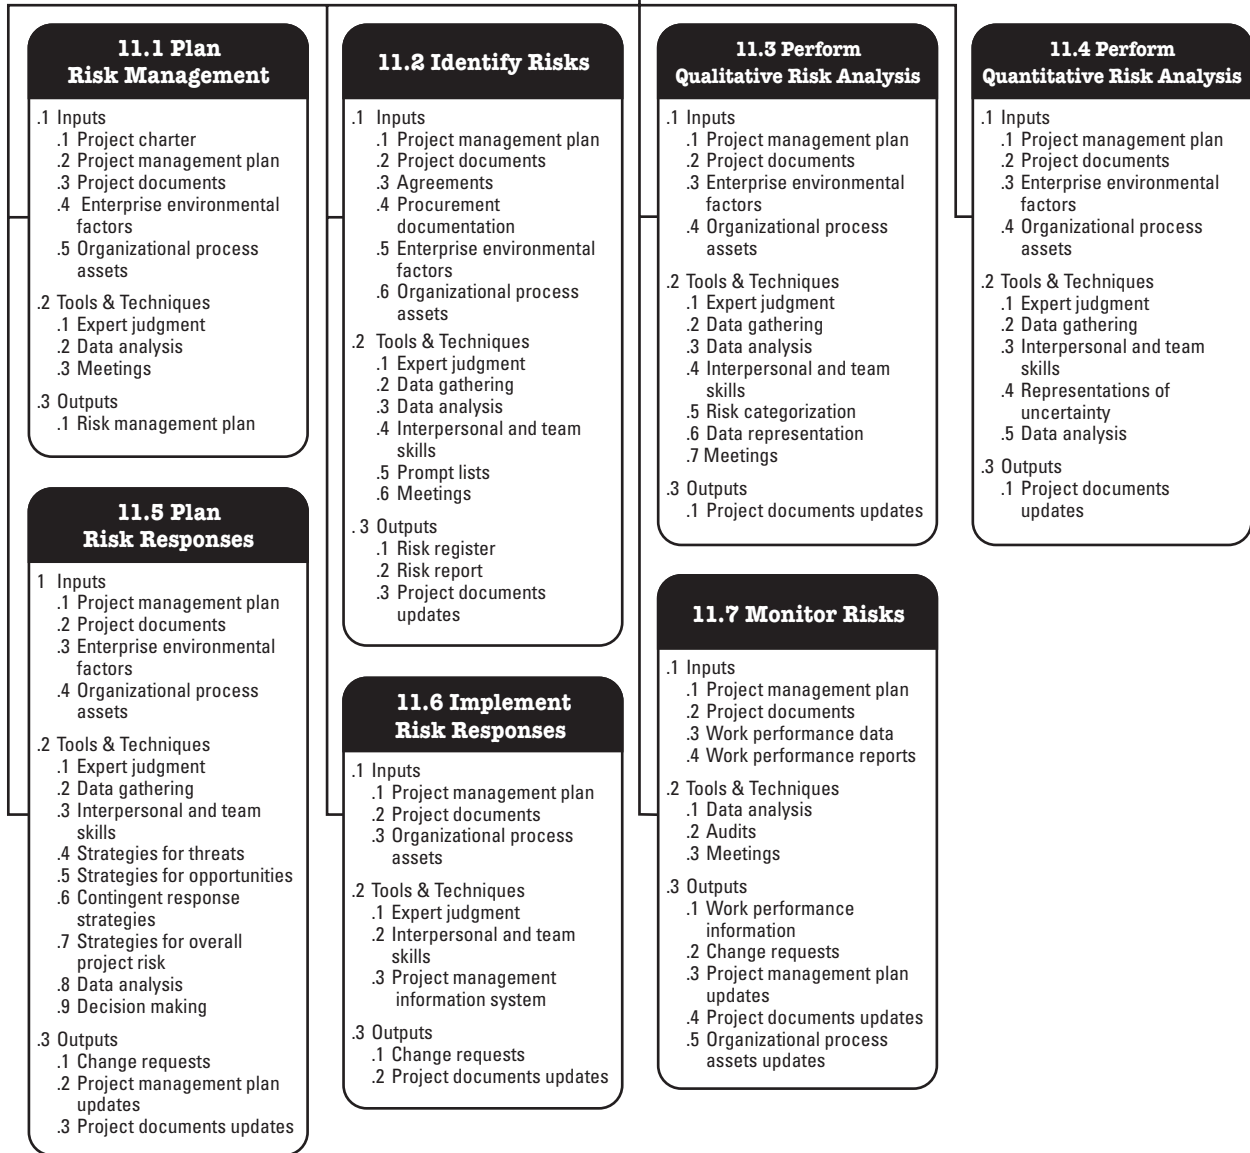 11.1 Plan
Risk Management
.1 Inputs
.1 Project charter
.2 Project management plan
.3 Project documents
.4 Enterprise environmental
factors
.5 Organizational process
assets
.2 Tools & Techniques
.1 Expert judgment
.2 Data analysis
.3 Meetings
.3 Outputs
.1 Risk management plan
11.2 Identify Risks
.1 Inputs
.1 Project management plan
.2 Project documents
.3 Agreements
.4 Procurement
documentation
.5 Enterprise environmental
factors
.6 Organizational process
assets
.2 Tools & Techniques
.1 Expert judgment
.2 Data gathering
.3 Data analysis
.4 Interpersonal and team
skills
.5 Prompt lists
.6 Meetings
. 3 Outputs
.1 Risk register
.2 Risk report
.3 Project documents
updates
11.3 Perform
Qualitative Risk Analysis
.1 Inputs
.1 Project management plan
.2 Project documents
.3 Enterprise environmental
factors
.4 Organizational process
assets
.2 Tools & Techniques
.1 Expert judgment
.2 Data gathering
.3 Data analysis
.4 Interpersonal and team
skills
.5 Risk categorization
.6 Data representation
.7 Meetings
.3 Outputs
.1 Project documents updates
11.4 Perform
Quantitative Risk Analysis
.1 Inputs
.1 Project management plan
.2 Project documents
.3 Enterprise environmental
factors
.4 Organizational process
assets
.2 Tools & Techniques
.1 Expert judgment
.2 Data gathering
.3 Interpersonal and team
skills
.4 Representations of
uncertainty
.5 Data analysis
.3 Outputs
.1 Project documents
updates
11.5 Plan
Risk Responses
1 Inputs
.1 Project management plan
.2 Project documents
.3 Enterprise environmental
factors
.4 Organizational process
assets
.2 Tools & Techniques
.1 Expert judgment
.2 Data gathering
.3 Interpersonal and team
skills
.4 Strategies for threats
.5 Strategies for opportunities
.6 Contingent response
strategies
.7 Strategies for overall
project risk
.8 Data analysis
.9 Decision making
.3 Outputs
.1 Change requests
.2 Project management plan
updates
.3 Project documents updates
11.6 Implement
Risk Responses
.1 Inputs
.1 Project management plan
.2 Project documents
.3 Organizational process
assets
.2 Tools & Techniques
.1 Expert judgment
.2 Interpersonal and team
skills
.3 Project management
information system
.3 Outputs
.1 Change requests
.2 Project documents updates
11.7 Monitor Risks
.1 Inputs
.1 Project management plan
.2 Project documents
.3 Work performance data
.4 Work performance reports
.2 Tools & Techniques
.1 Data analysis
.2 Audits
.3 Meetings
.3 Outputs
.1 Work performance
information
.2 Change requests
.3 Project management plan
updates
.4 Project documents updates
.5 Organizational process
assets updates